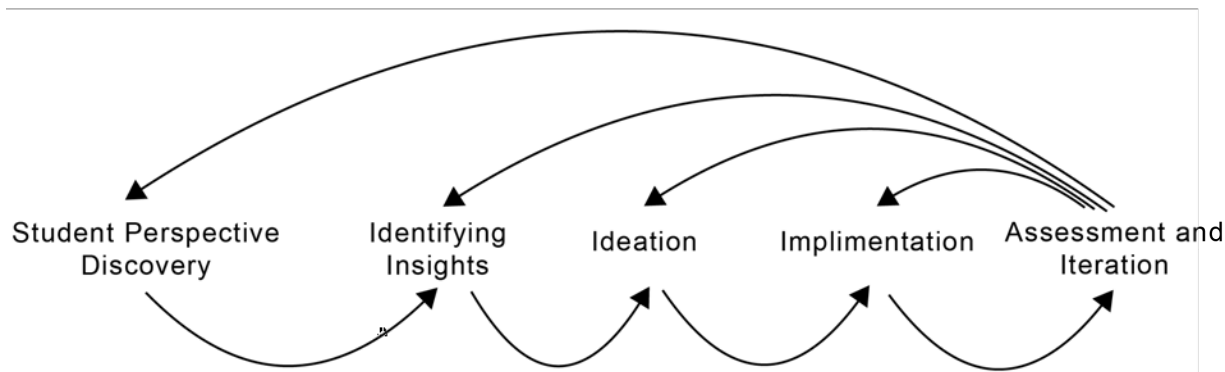 Student Perspective
Discovery
Identifying
Insights
Ideation
Implimentation
Assessment and
Iteration